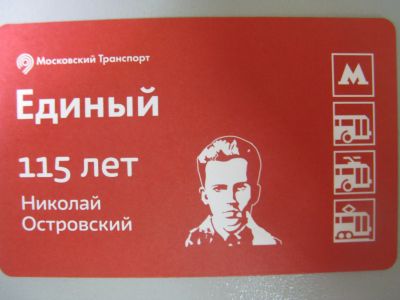 Московский Транспорт
Единый
115 лет
Николай
Островский
М